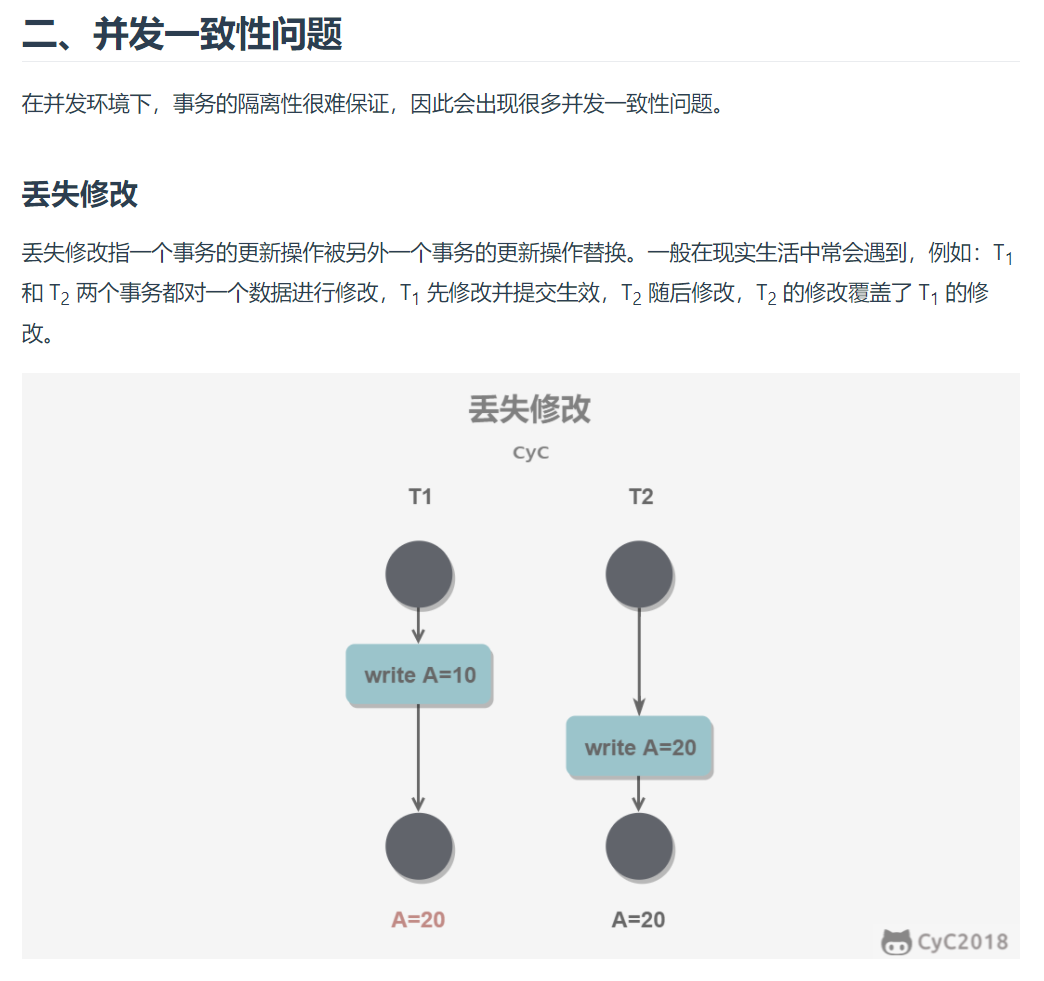 二、并发一致性问题
在并发环境下，事务的隔离性很难保证，因此会出现很多并发一致性问题。
丢失修改
丢失修改指一个事务的更新操作被另外一个事务的更新操作替换。一般在现实生活中常会遇到，例如：T1
和 T2 两个事务都对一个数据进行修改，T1 先修改并提交生效，T2 随后修改，T2 的修改覆盖了 T1 的修
改。
丢失修改
CyC
T1 T2
write A=10
write A=20
A=20 A=20
CyC2018